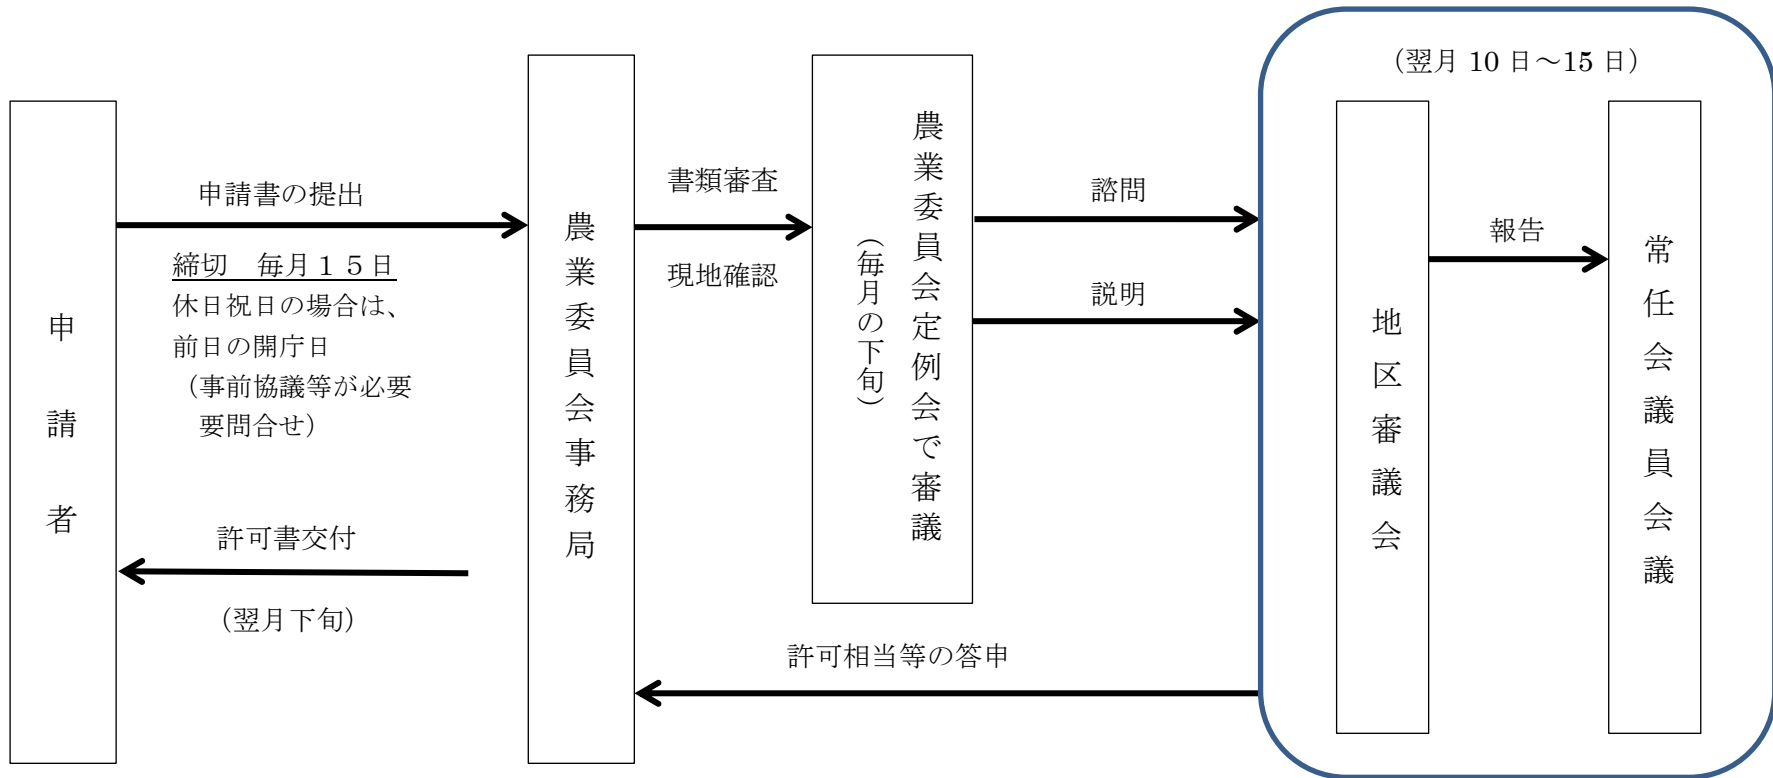 申請者
申請書の提出
締切　毎月１５日
休日祝日の場合は、
前日の開庁日
（事前協議等が必要
要問合せ）
許可書交付
（翌月下旬）
農業委員会事務局
書類審査
現地確認
農業委員会定例会で審議
（毎月の下旬）
諮問
説明
許可相当等の答申
（翌月 10 日～15 日）
地区審議会
報告
常任会議員会議